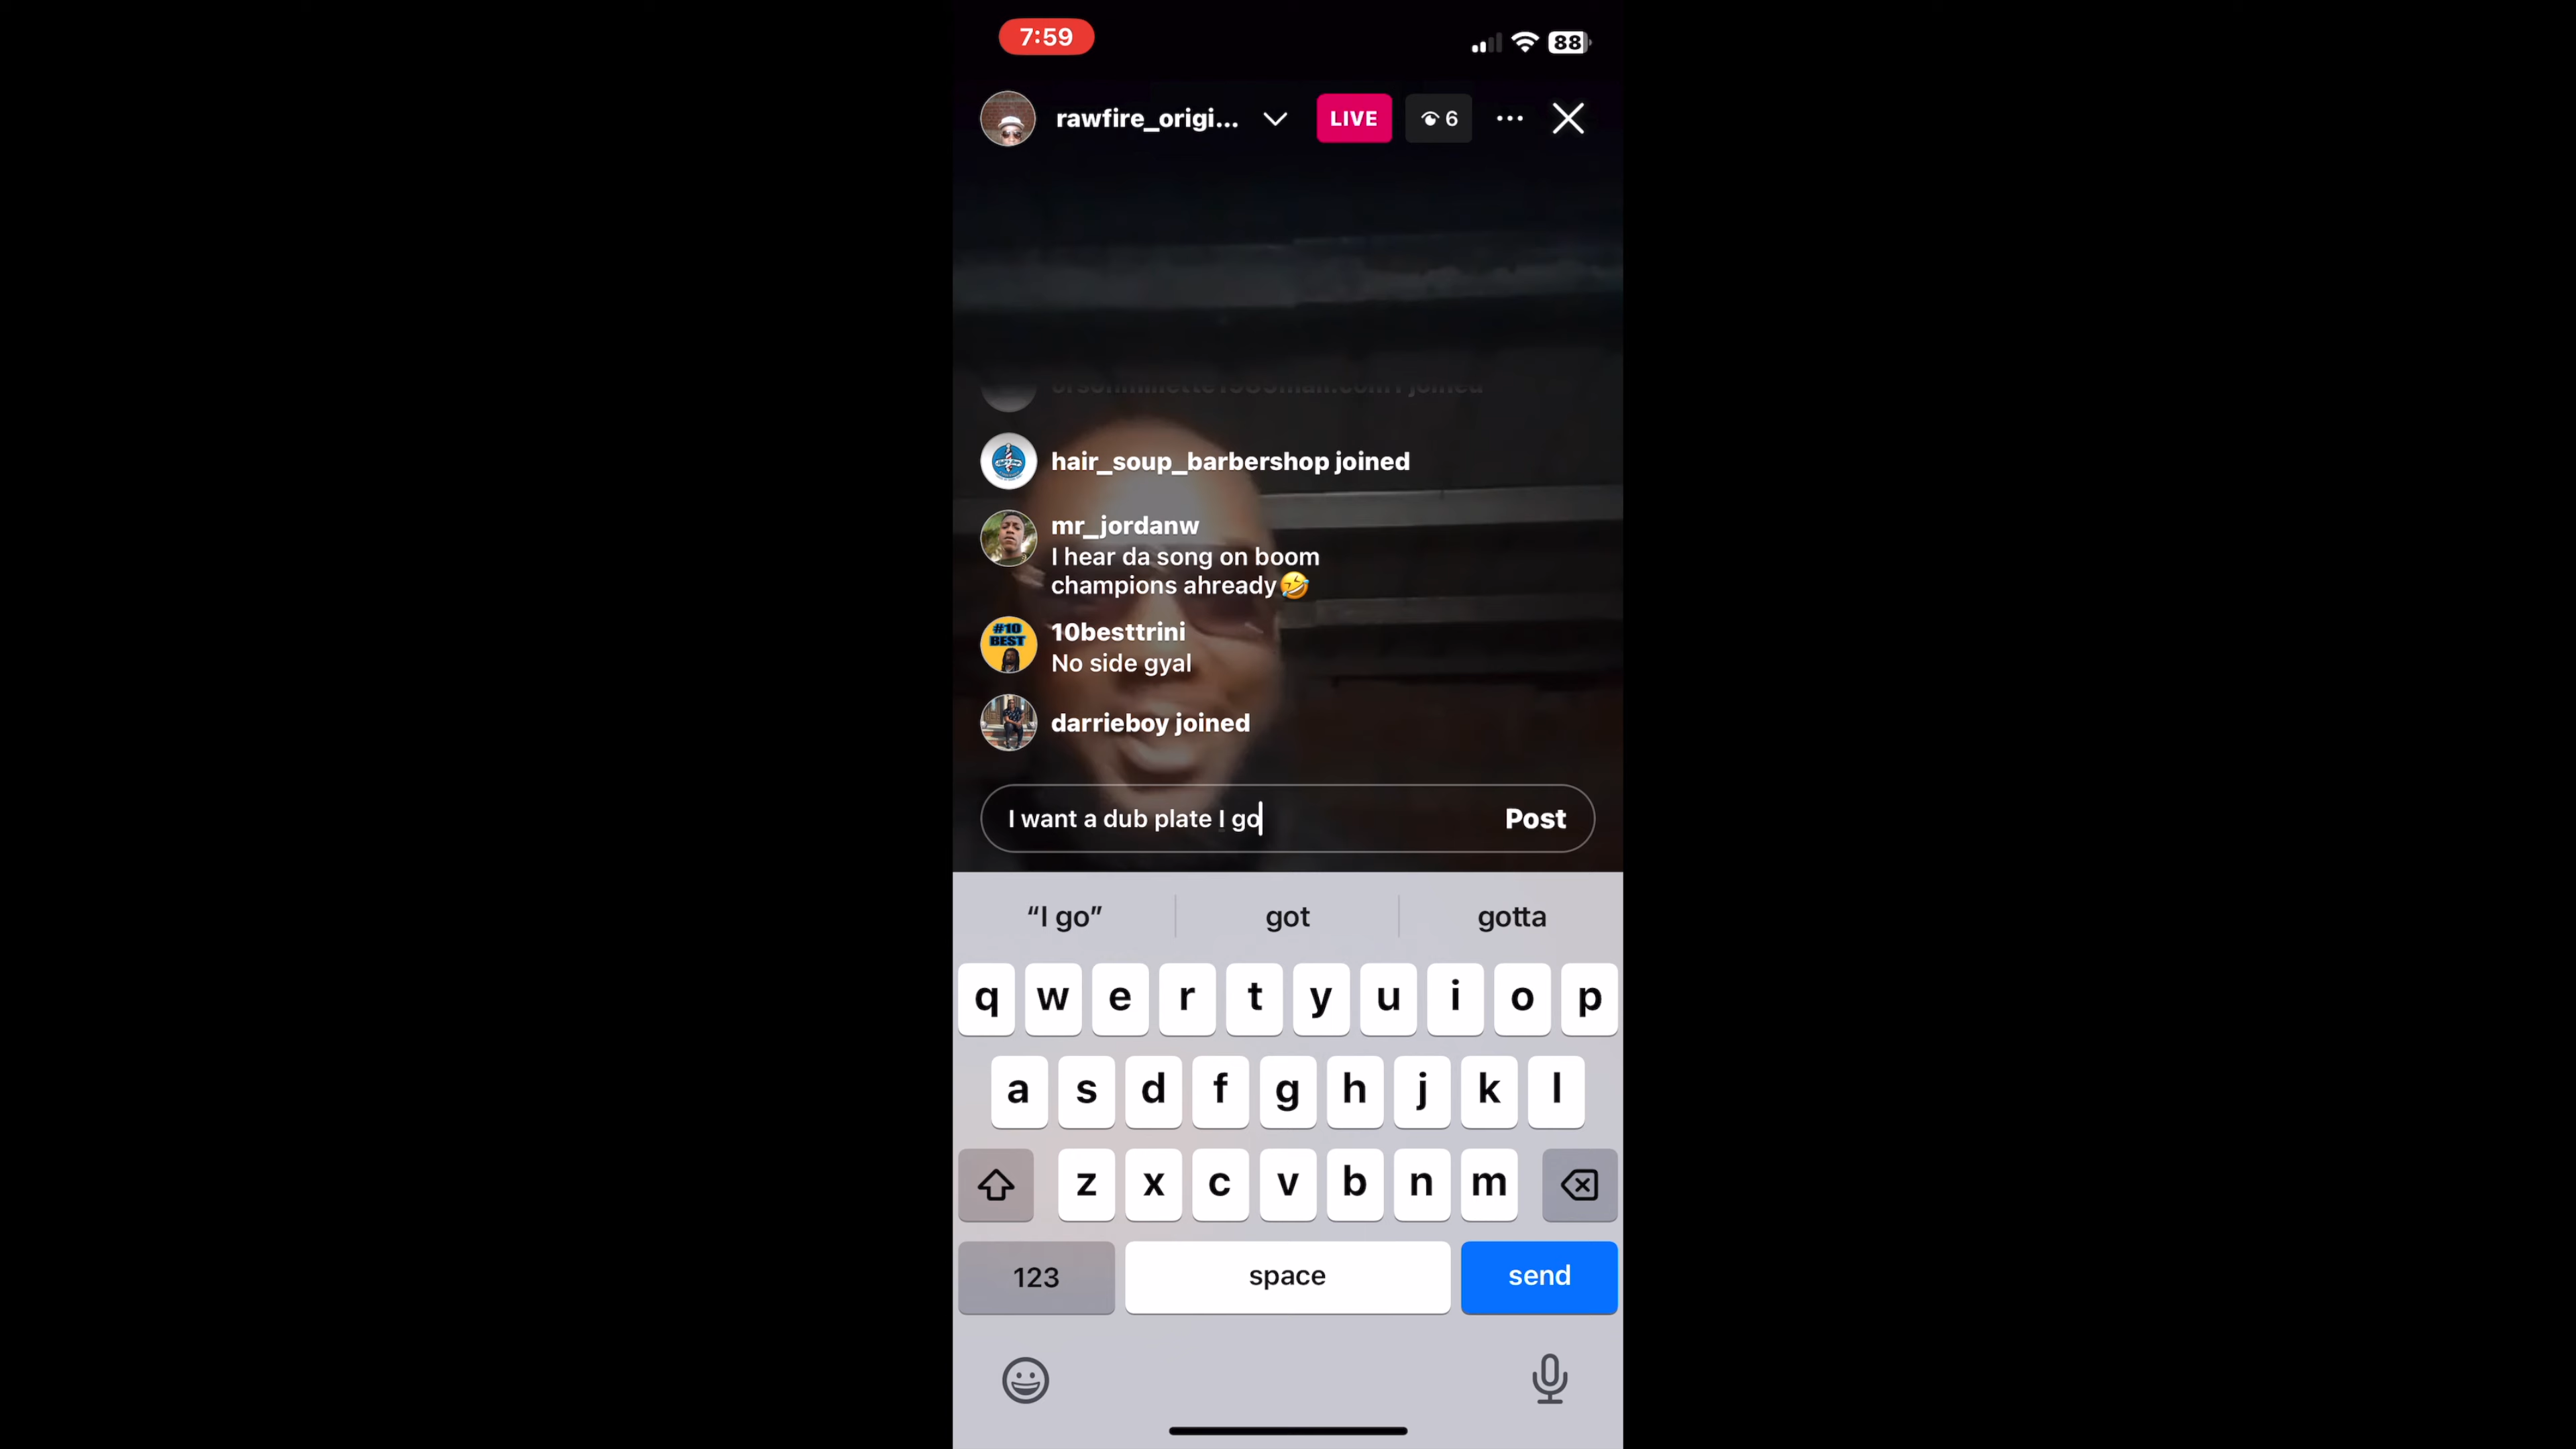 7:59
88
rawfire_origi...
LIVE
6
joined
hair_soup_barbershop joined
mr_jordanw
I hear da song on boom
champions ahready🤣
#10
BEST
10besttrini
No side gyal
darrieboy joined
I want a dub plate I go
Post
“I go”
got
gotta
q w e r t y u i o p
a s d f g h j k l
z x c v b n m
123
space
send